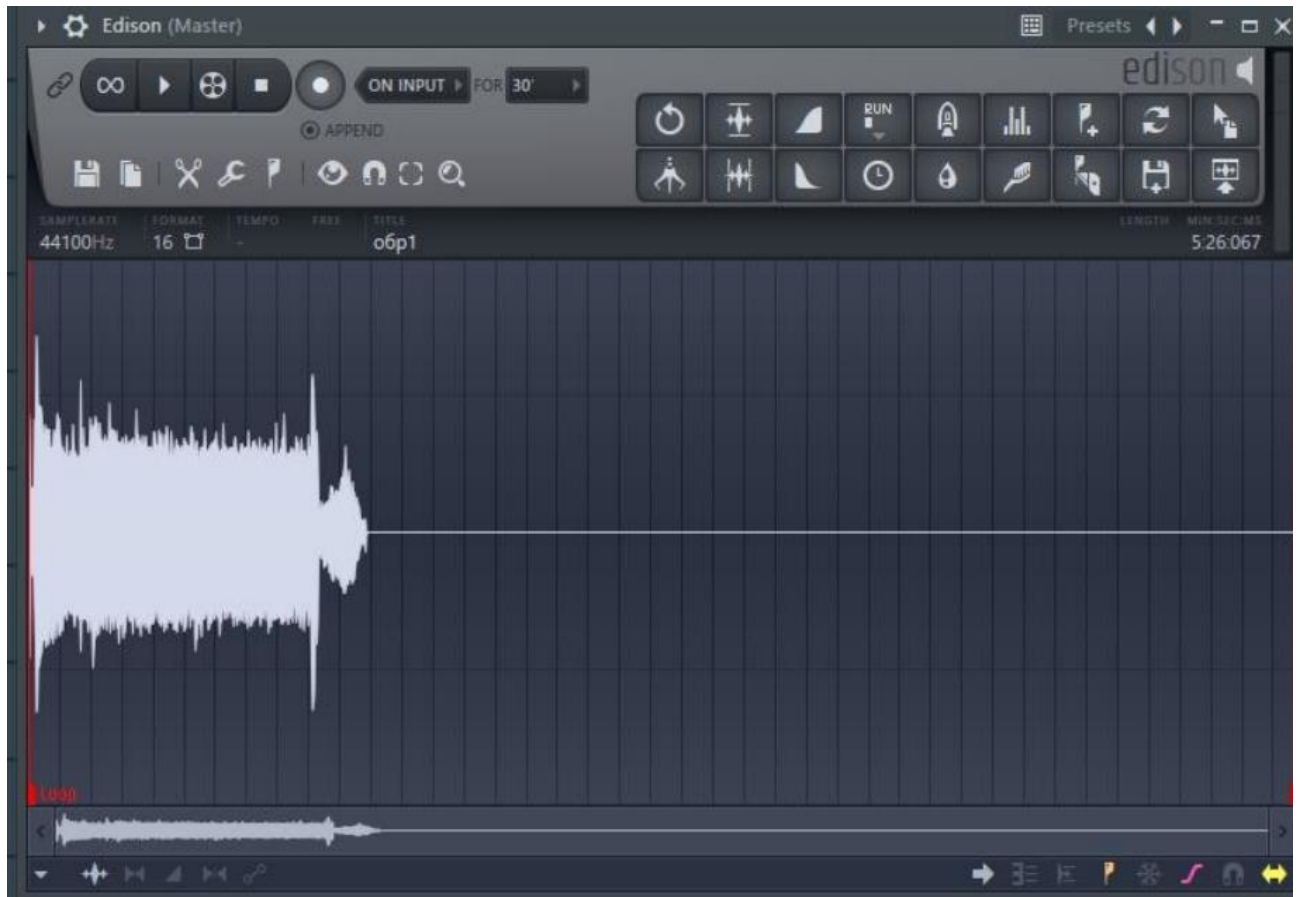 Edison (Master)
Presets
edison
ON INPUT
FOR
30'
APPEND
RUN
SAMPLERATE
FORMAT
TEMPO
FREE
TITLE
LENGTH
MIN:SEC:MS
44100Hz
16
-
обр1
5:26:067
Loop